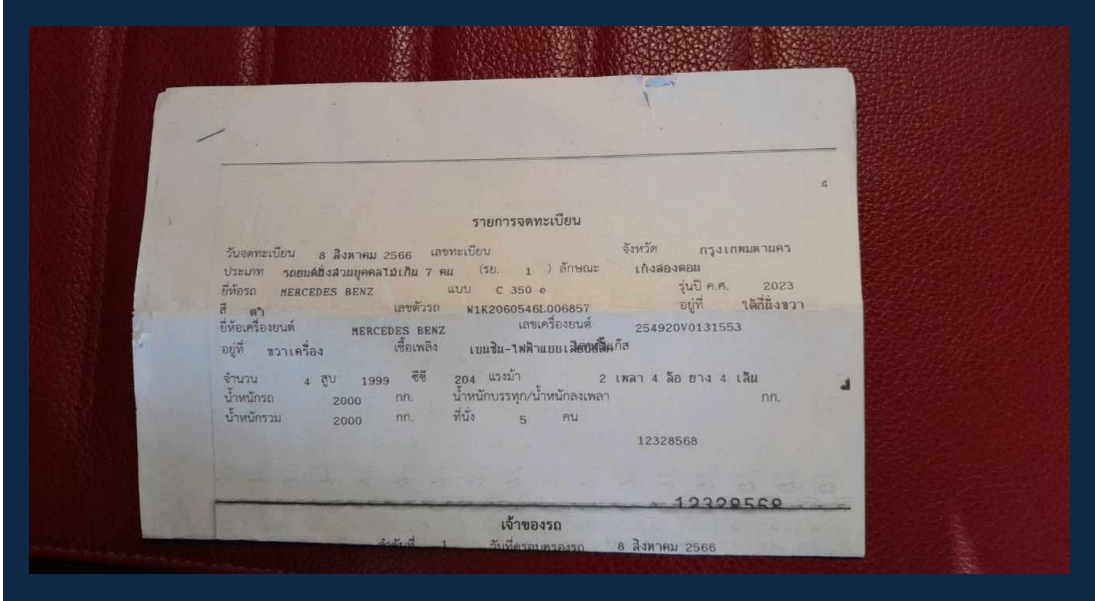 4
รายการจดทะเบียน
วันจดทะเบียน 8 สิงหาคม 2566 เลขทะเบียน จังหวัด กรุงเทพมหานคร
ประเภท รถยนต์นั่งส่วนบุคคลไม่เกิน 7 คน (รย. 1 ) ลักษณะ เก๋งสองตอน
ยี่ห้อรถ MERCEDES BENZ แบบ C 350 e รุ่นปี ค.ศ. 2023
สี ดำ เลขตัวรถ W1K2060546L006857 อยู่ที่ ใต้ที่นั่งขวา
ยี่ห้อเครื่องยนต์ MERCEDES BENZ เลขเครื่องยนต์ 254920V0131553
อยู่ที่ ขวาเครื่อง เชื้อเพลิง เบนซิน-ไฟฟ้าแบบเสียบปลั๊ก
จำนวน 4 สูบ 1999 ซีซี 204 แรงม้า 2 เพลา 4 ล้อ ยาง 4 เส้น
น้ำหนักรถ 2000 กก. น้ำหนักบรรทุก/น้ำหนักลงเพลา กก.
น้ำหนักรวม 2000 กก. ที่นั่ง 5 คน
12328568
12328568
เจ้าของรถ
ลำดับที่ 1 วันที่ครอบครองรถ 8 สิงหาคม 2566